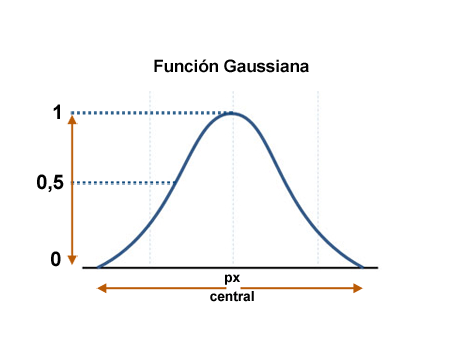 Función Gaussiana
1
0,5
0
px
central